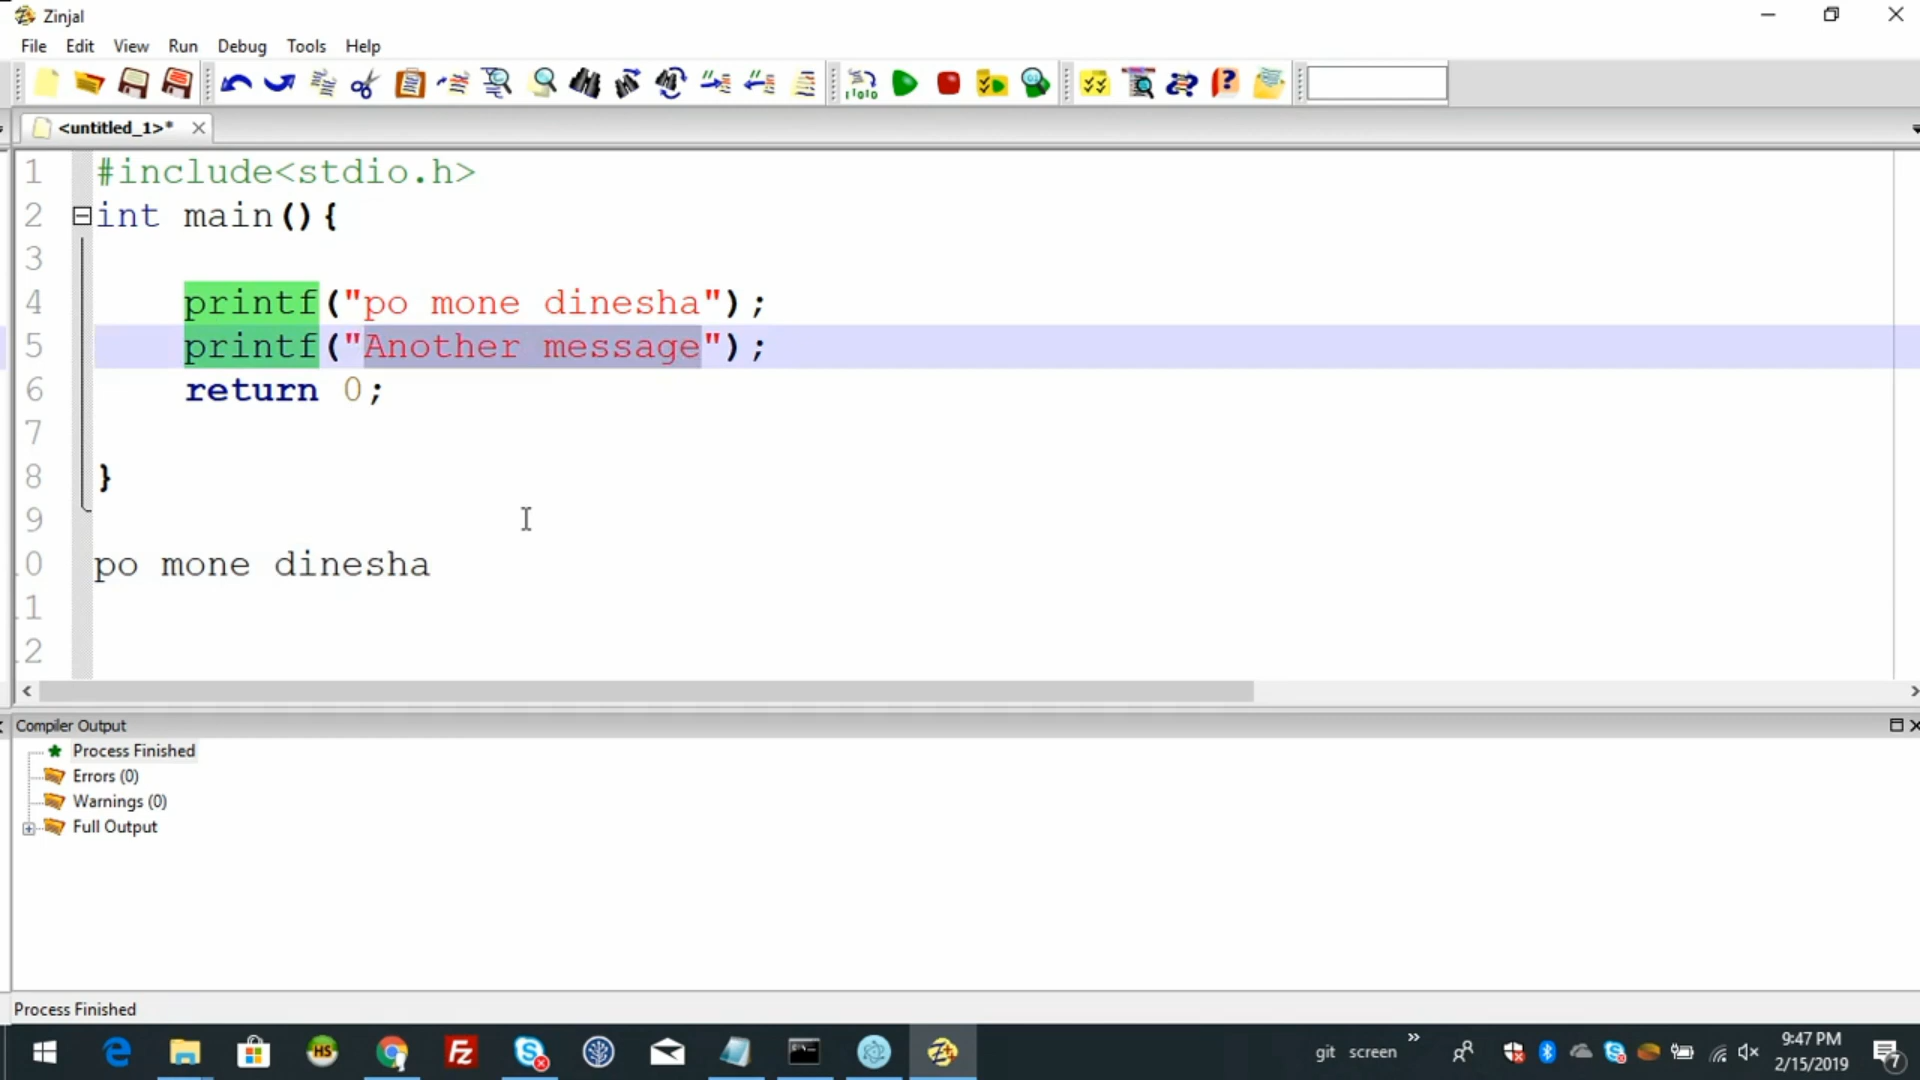 Zinjal
File Edit View Run Debug Tools Help
<untitled_1>*
1 #include<stdio.h>
2 int main(){
3
4 printf("po mone dinesha");
5 printf("Another message");
6 return 0;
7
8 }
9
0 po mone dinesha
1
2
Compiler Output
Process Finished
Errors (0)
Warnings (0)
Full Output
Process Finished
git screen
9:47 PM
2/15/2019
7